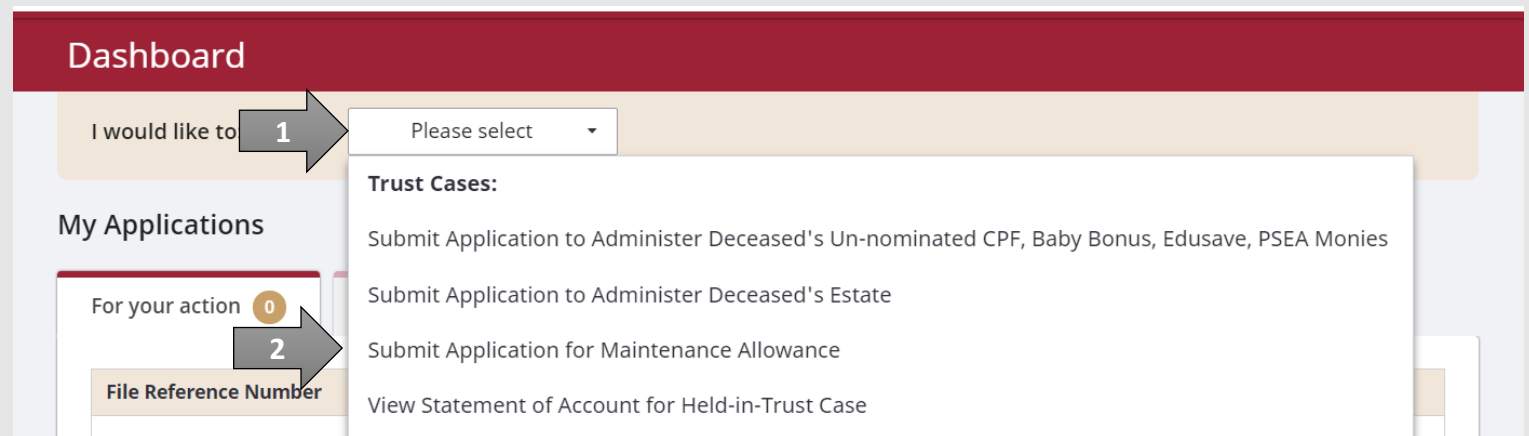 Dashboard
I would like to: 1 Please select
Trust Cases:
My Applications
Submit Application to Administer Deceased's Un-nominated CPF, Baby Bonus, Edusave, PSEA Monies
Submit Application to Administer Deceased's Estate
For your action 0
2 Submit Application for Maintenance Allowance
File Reference Number
View Statement of Account for Held-in-Trust Case